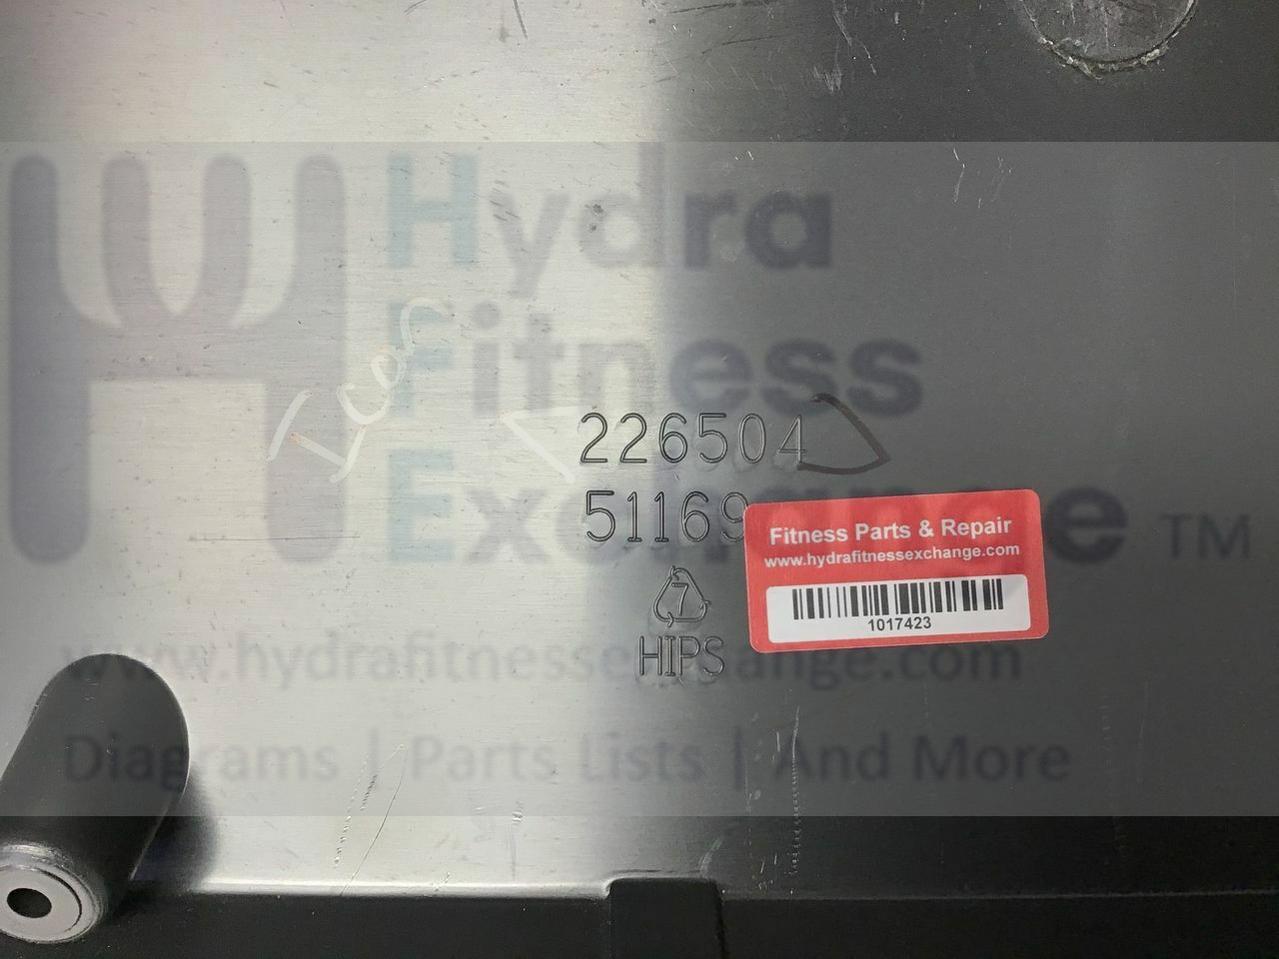 Hydra
Fitness
Exchange TM
Icon
226504
51169
7
HIPS
Fitness Parts & Repair
www.hydrafitnessexchange.com
1017423
www.hydrafitnessexchange.com
Diagrams | Parts Lists | And More